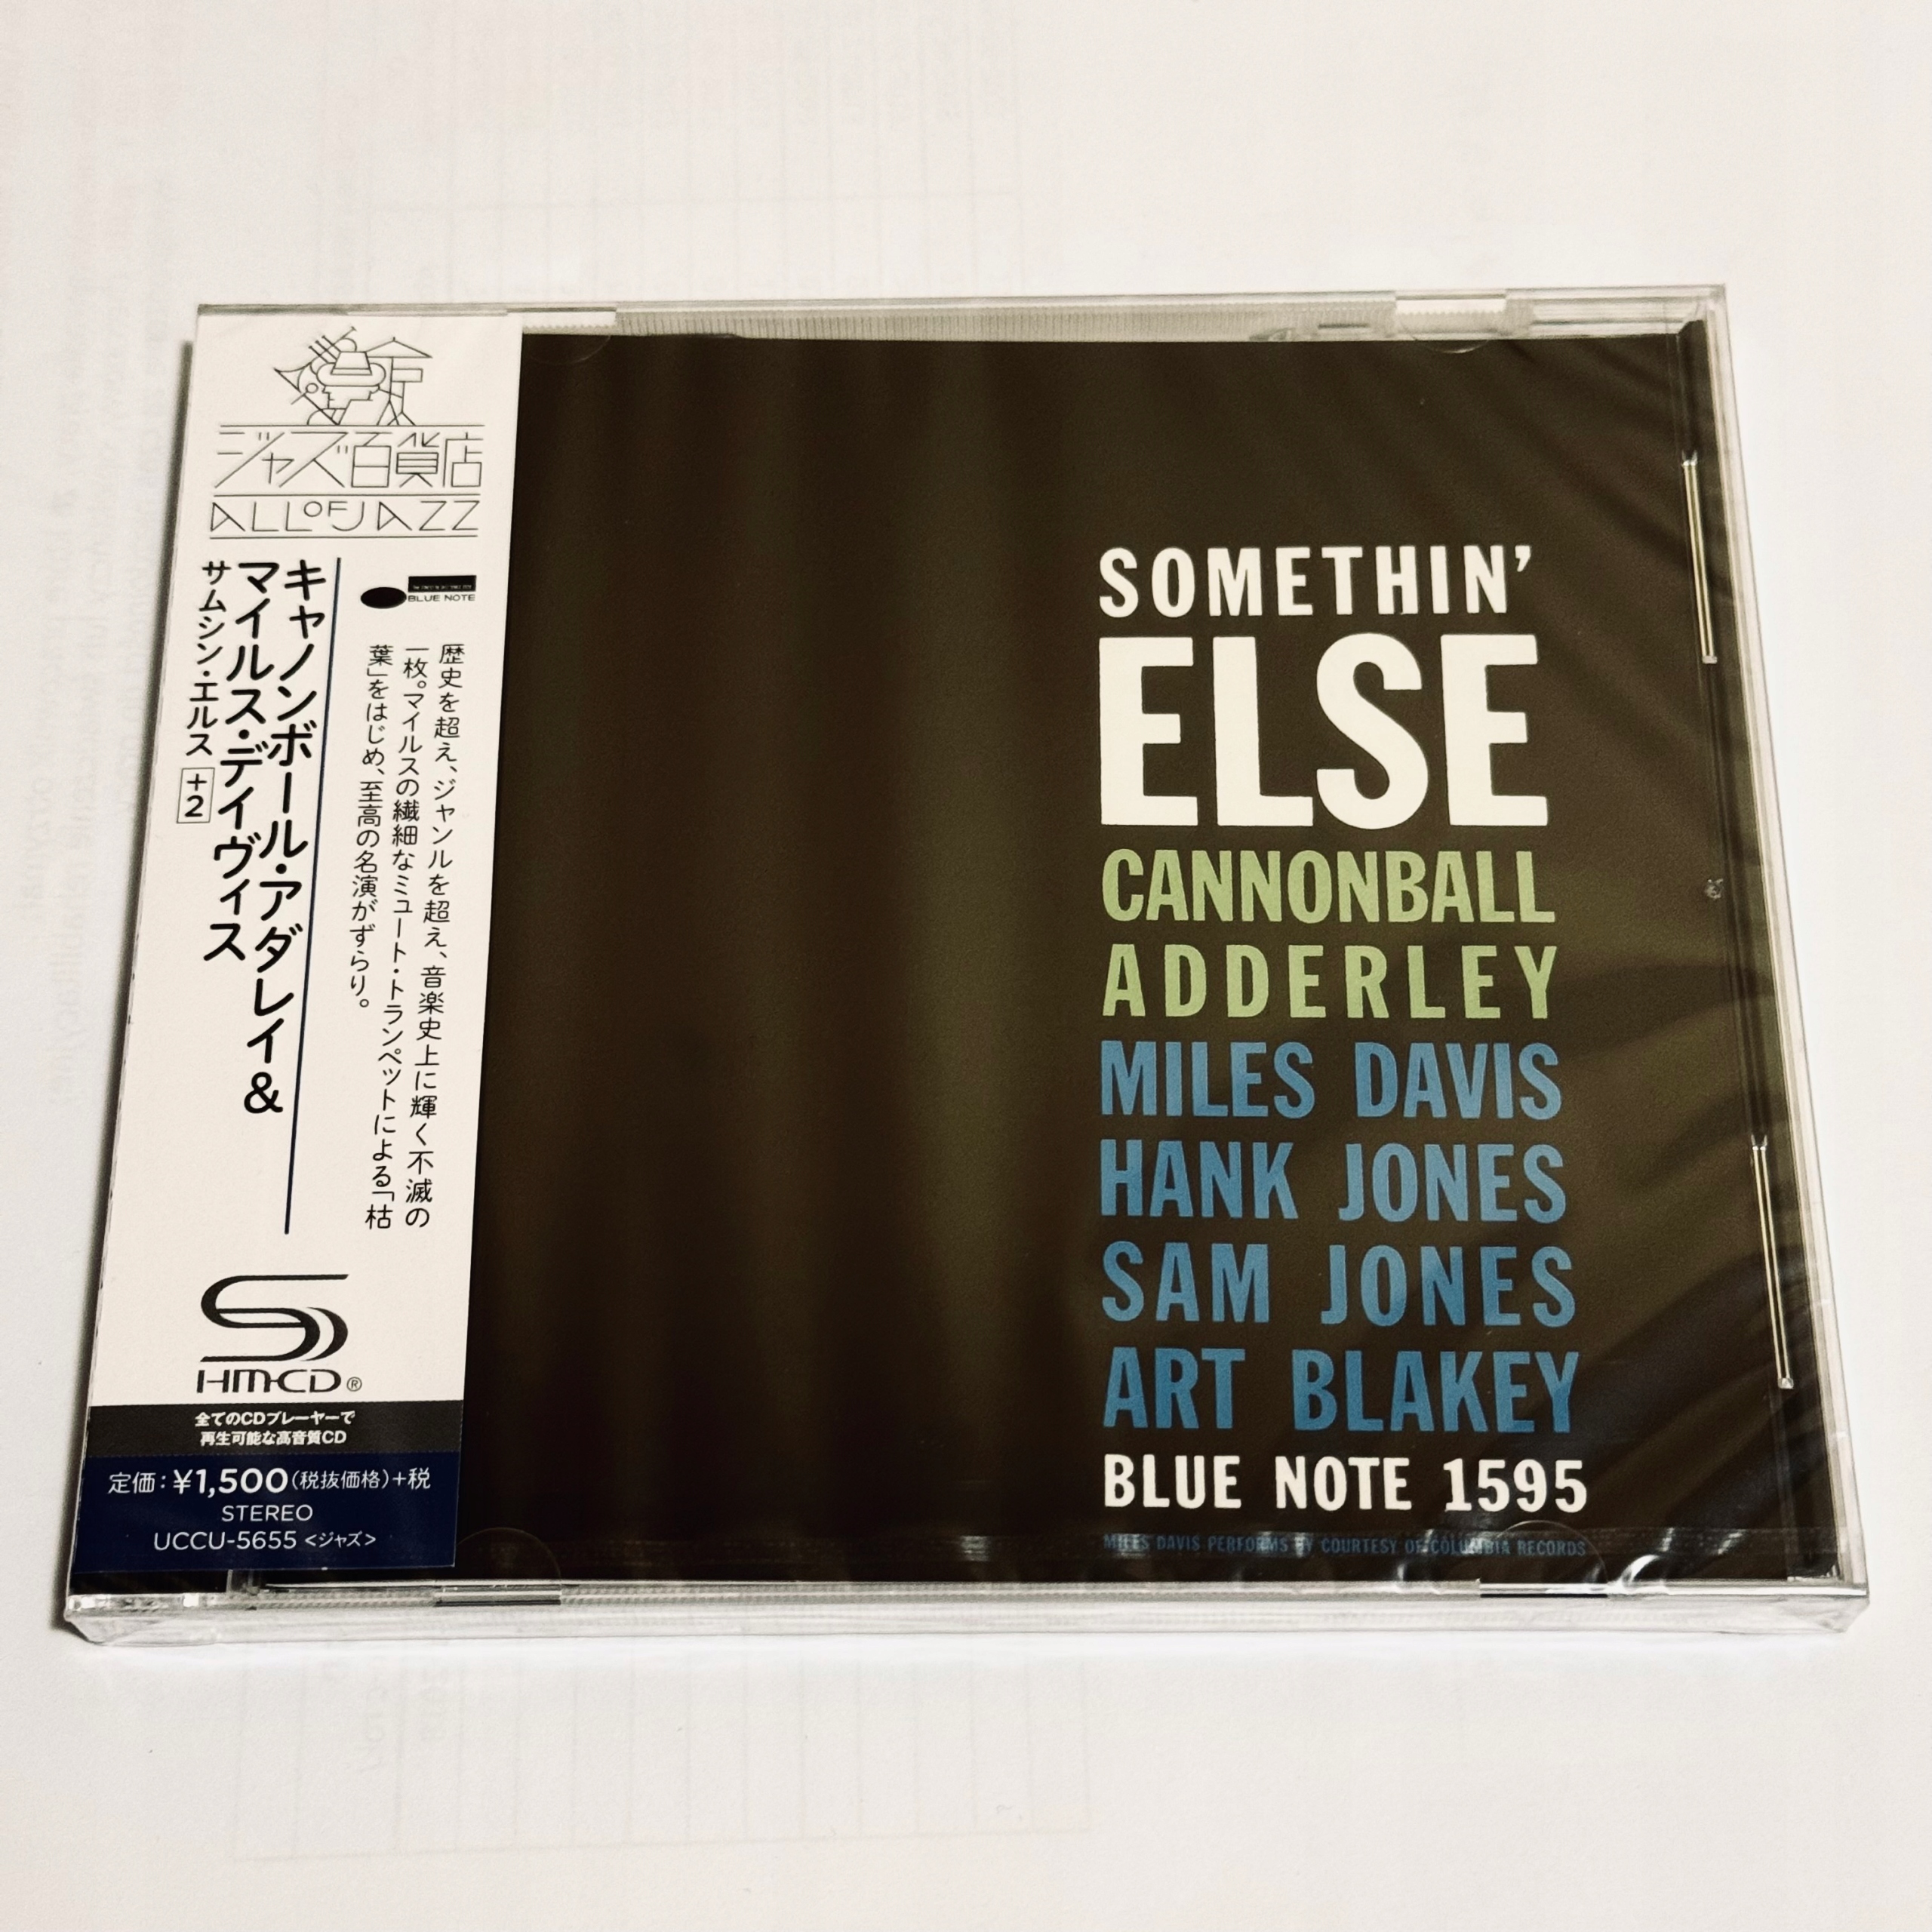 ジャズ百貨店
ALL OF JAZZ
BLUE NOTE
歴史を超え、ジャンルを超え、音楽史上に輝く不滅の
一枚。マイルスの繊細なミュート・トランペットによる「枯
葉」をはじめ、至高の名演がずらり。
キャノンボール・アダレイ&
マイルス・デイヴィス
サムシン・エルス +2
HM-CD®
全てのCDプレーヤーで
再生可能な高音質CD
定価:¥1,500(税抜価格)+税
STEREO
UCCU-5655 <ジャズ>
SOMETHIN'
ELSE
CANNONBALL
ADDERLEY
MILES DAVIS
HANK JONES
SAM JONES
ART BLAKEY
BLUE NOTE 1595
MILES DAVIS PERFORMS BY COURTESY OF COLUMBIA RECORDS